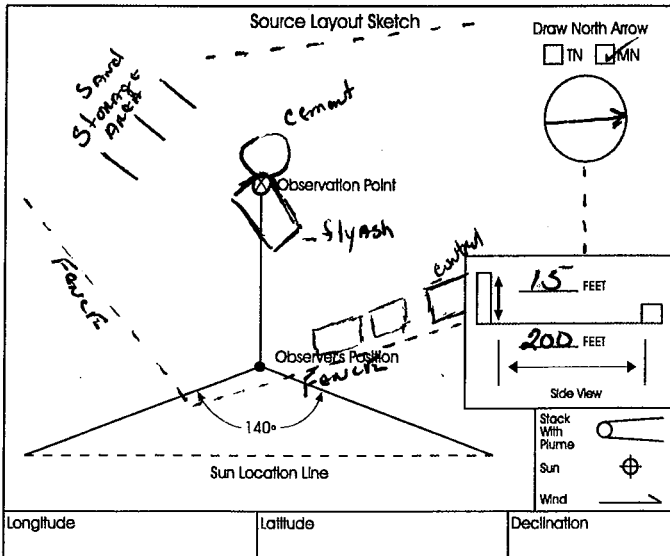 Source Layout Sketch
Draw North Arrow
TN MN
SAND
STORAGE
AREA
Cement
X Observation Point
flyAsh
control
FENCE
15 FEET
200 FEET
Side View
Observer's Position
FENCE
140°
Sun Location Line
Stack
With
Plume
Sun
Wind
Longitude
Latitude
Declination